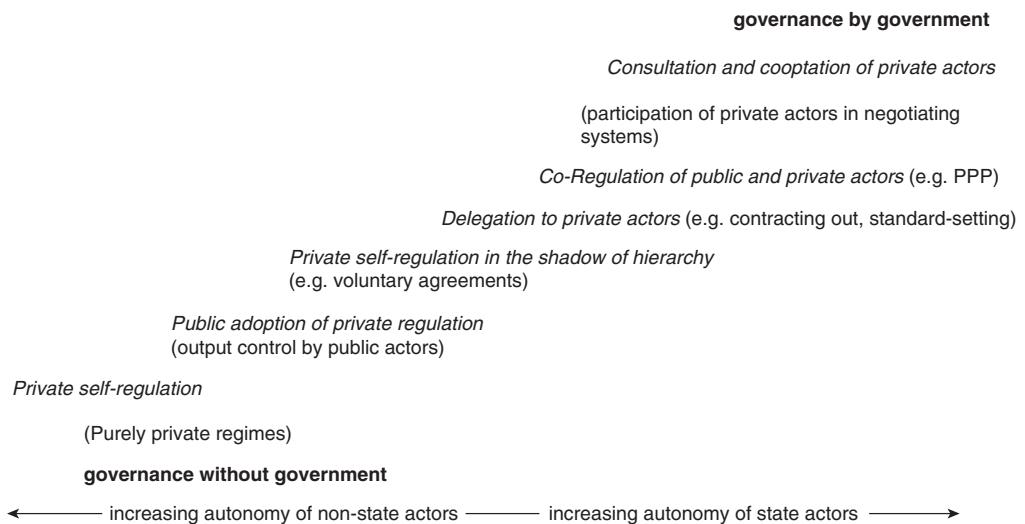 governance by government
Consultation and cooptation of private actors
(participation of private actors in negotiating
systems)
Co-Regulation of public and private actors (e.g. PPP)
Delegation to private actors (e.g. contracting out, standard-setting)
Private self-regulation in the shadow of hierarchy
(e.g. voluntary agreements)
Public adoption of private regulation
(output control by public actors)
Private self-regulation
(Purely private regimes)
governance without government
increasing autonomy of non-state actors increasing autonomy of state actors